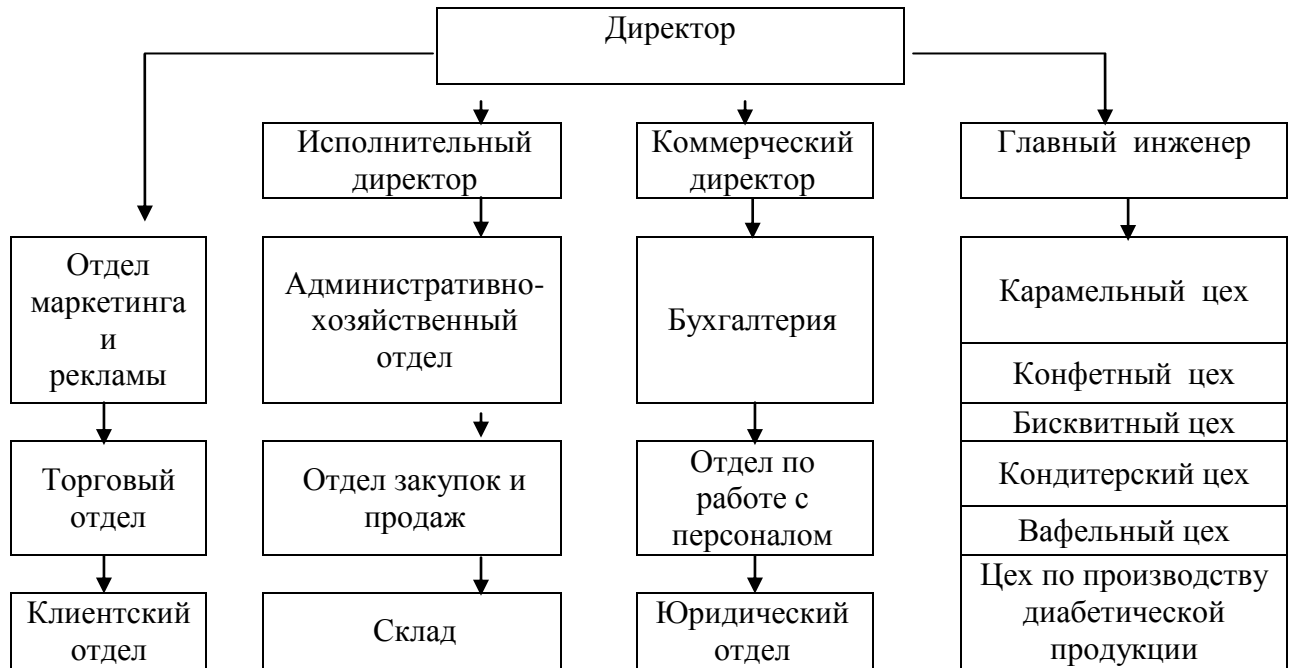 Директор
Исполнительный
директор
Коммерческий
директор
Главный инженер
Отдел
маркетинга
и
рекламы
Административно-
хозяйственный
отдел
Бухгалтерия
Карамельный цех
Конфетный цех
Бисквитный цех
Торговый
отдел
Отдел закупок и
продаж
Отдел по
работе с
персоналом
Кондитерский цех
Вафельный цех
Клиентский
отдел
Склад
Юридический
отдел
Цех по производству
диабетической
продукции